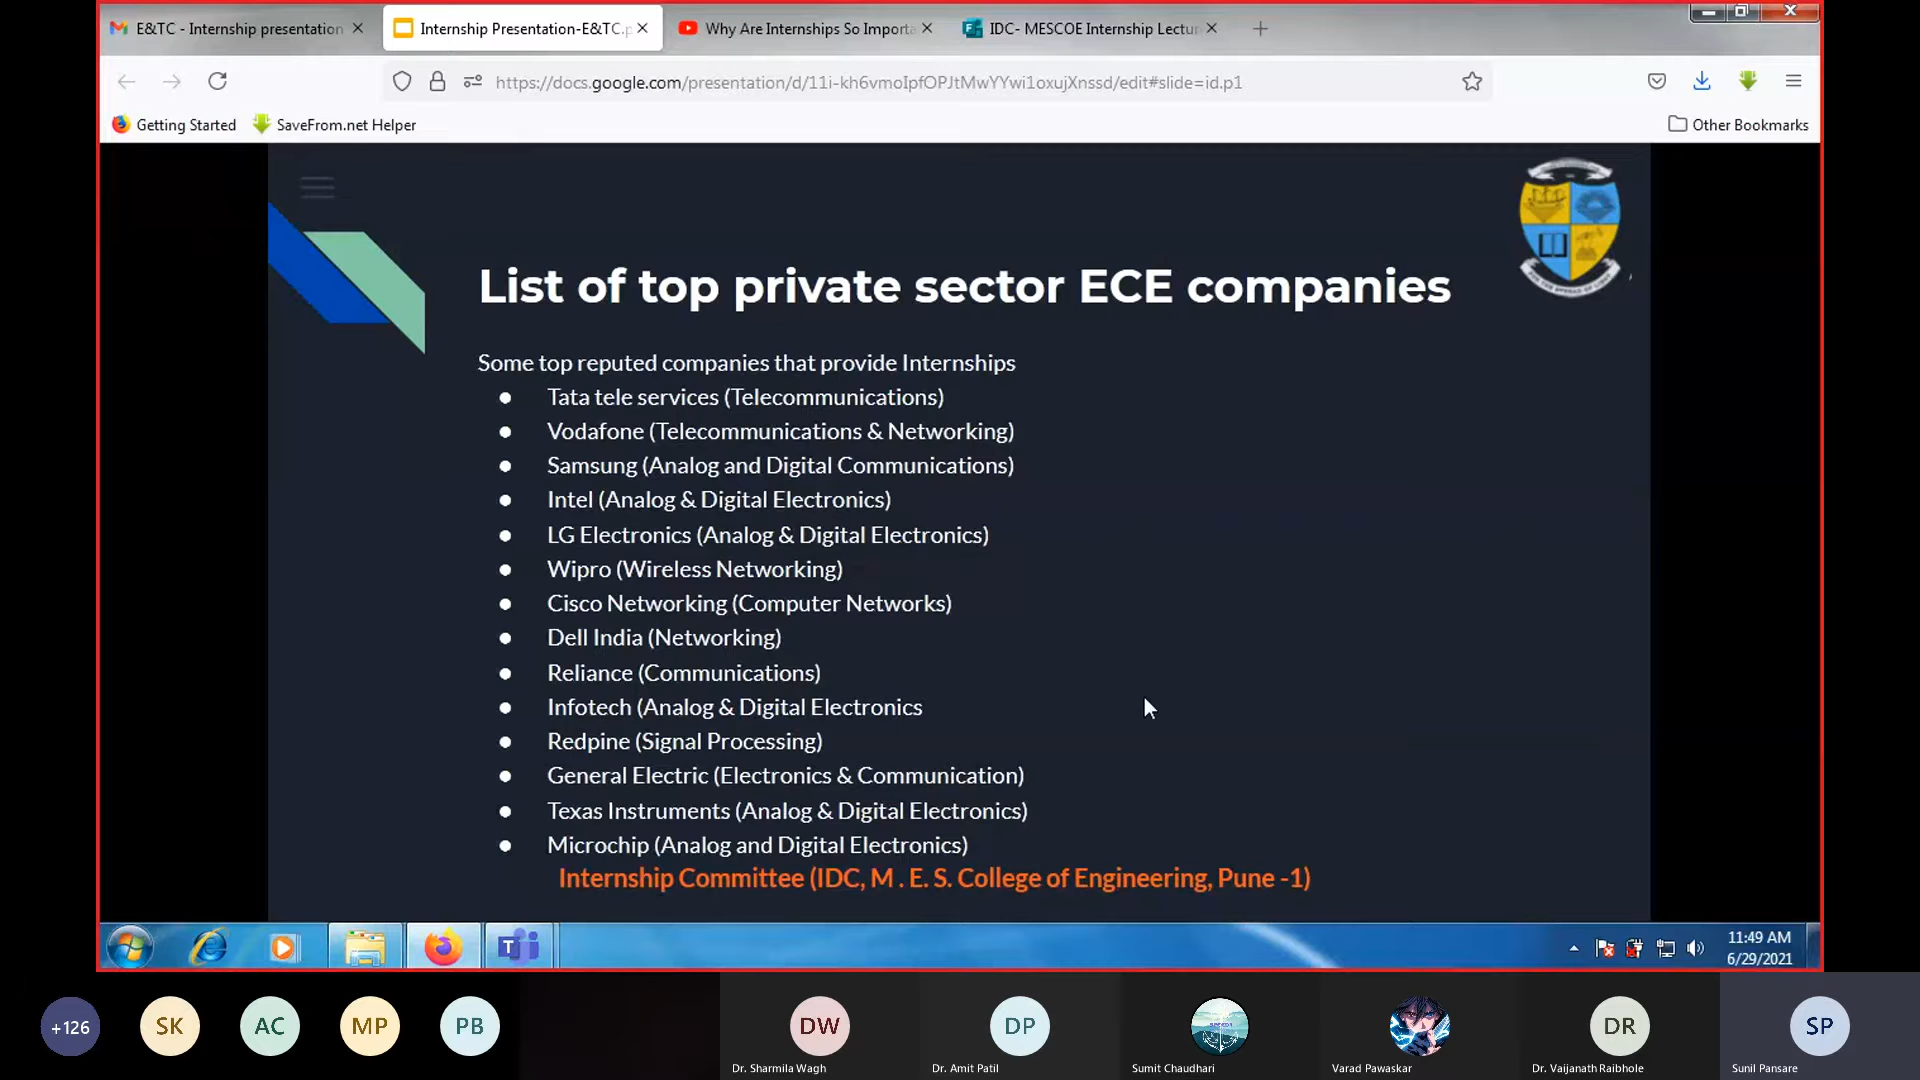 E&TC - Internship presentation
Internship Presentation-E&TC.p
Why Are Internships So Importa
IDC- MESCOE Internship Lectur
https://docs.google.com/presentation/d/11i-kh6vmoIpfOPJtMwYYwi1oxujXnssd/edit#slide=id.p1
Getting Started
SaveFrom.net Helper
Other Bookmarks
List of top private sector ECE companies
Some top reputed companies that provide Internships
● Tata tele services (Telecommunications)
● Vodafone (Telecommunications & Networking)
● Samsung (Analog and Digital Communications)
● Intel (Analog & Digital Electronics)
● LG Electronics (Analog & Digital Electronics)
● Wipro (Wireless Networking)
● Cisco Networking (Computer Networks)
● Dell India (Networking)
● Reliance (Communications)
● Infotech (Analog & Digital Electronics
● Redpine (Signal Processing)
● General Electric (Electronics & Communication)
● Texas Instruments (Analog & Digital Electronics)
● Microchip (Analog and Digital Electronics)
Internship Committee (IDC, M . E. S. College of Engineering, Pune -1)
11:49 AM
6/29/2021
+126
SK
AC
MP
PB
DW
DP
DR
SP
Dr. Sharmila Wagh
Dr. Amit Patil
Sumit Chaudhari
Varad Pawaskar
Dr. Vaijanath Raibhole
Sunil Pansare